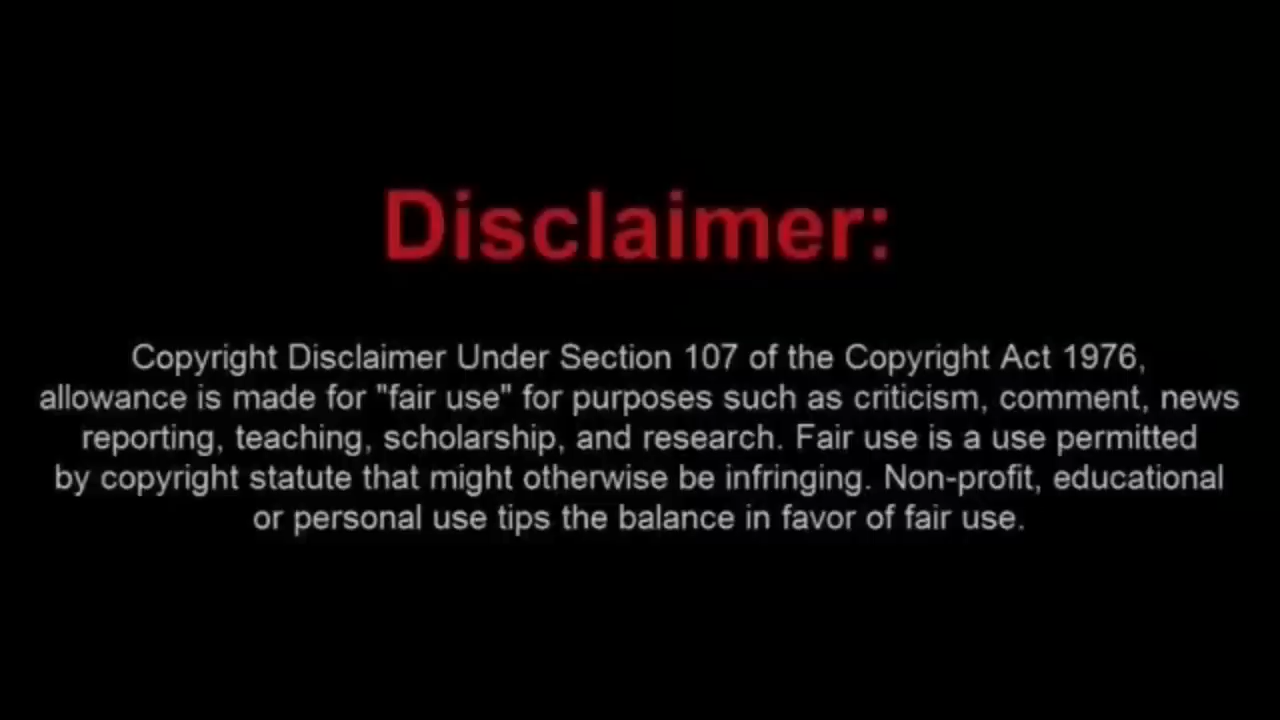 Disclaimer:
Copyright Disclaimer Under Section 107 of the Copyright Act 1976,
allowance is made for "fair use" for purposes such as criticism, comment, news
reporting, teaching, scholarship, and research. Fair use is a use permitted
by copyright statute that might otherwise be infringing. Non-profit, educational
or personal use tips the balance in favor of fair use.